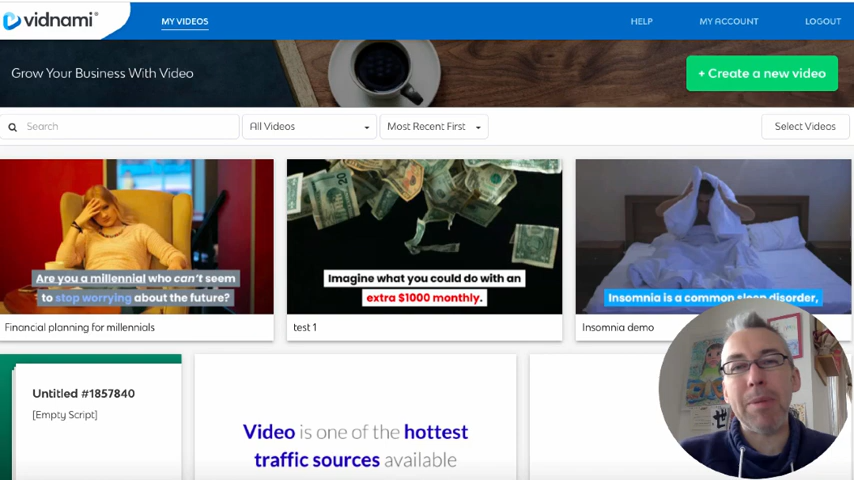 vidnami®
MY VIDEOS
HELP
MY ACCOUNT
LOGOUT
Grow Your Business With Video
+ Create a new video
Search
All Videos
Most Recent First
Select Videos
Are you a millennial who can't seem
to stop worrying about the future?
Imagine what you could do with an
extra $1000 monthly.
Insomnia is a common sleep disorder,
Financial planning for millennials
test 1
Insomnia demo
Untitled #1857840
[Empty Script]
Video is one of the hottest
traffic sources available
世